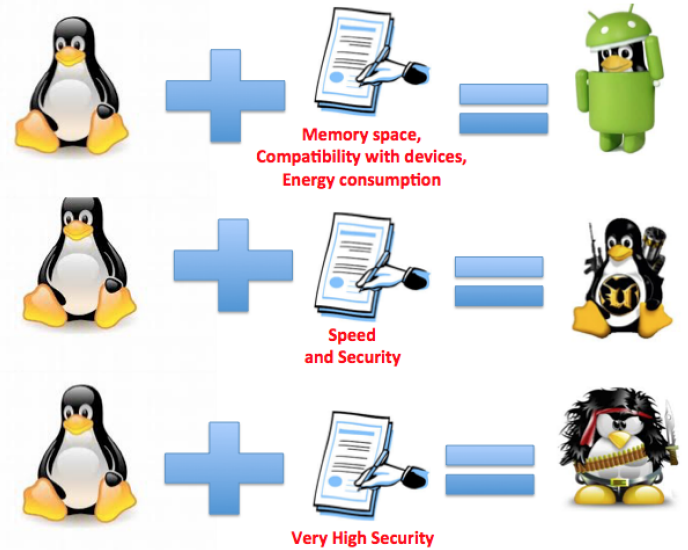 Memory space,
Compatibility with devices,
Energy consumption
Speed
and Security
Very High Security